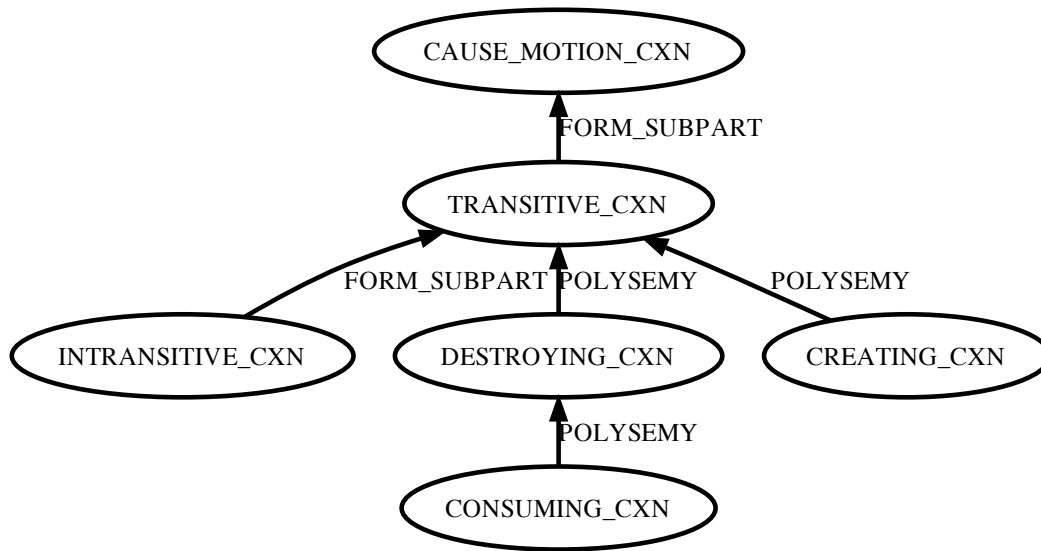 CAUSE_MOTION_CXN
FORM_SUBPART
TRANSITIVE_CXN
FORM_SUBPART
POLYSEMY
POLYSEMY
INTRANSITIVE_CXN
DESTROYING_CXN
CREATING_CXN
POLYSEMY
CONSUMING_CXN